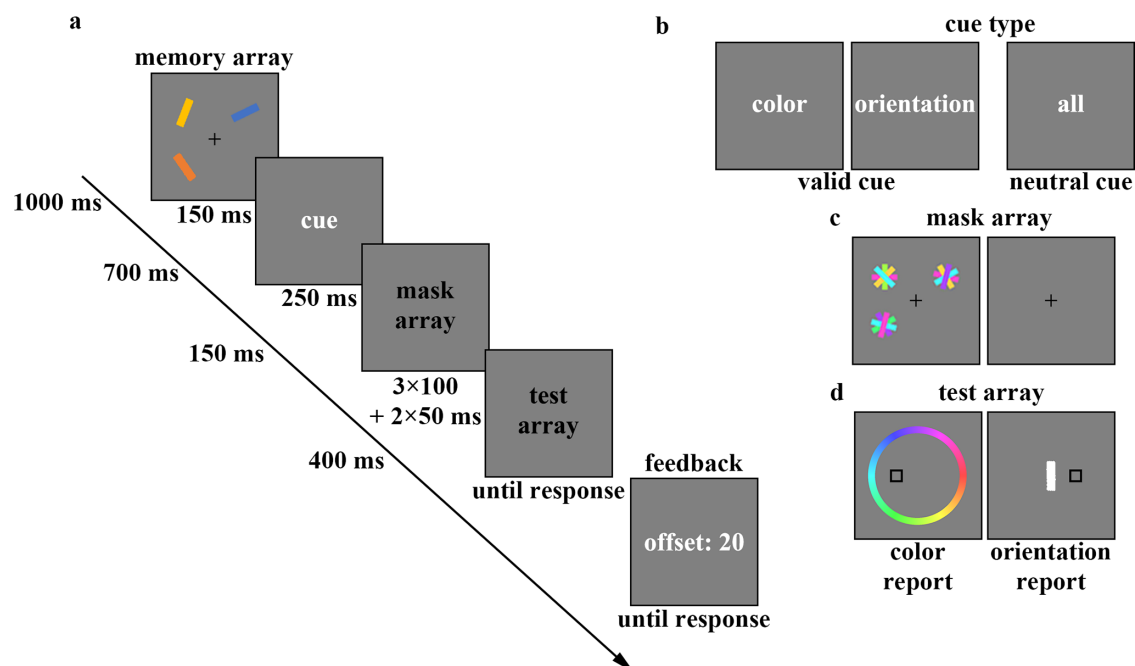 a
memory array
1000 ms
150 ms
cue
700 ms
250 ms
mask
array
150 ms
3×100
+ 2×50 ms
test
array
400 ms
until response
feedback
offset: 20
until response
b
cue type
color
orientation
all
valid cue
neutral cue
c
mask array
d
test array
color
report
orientation
report